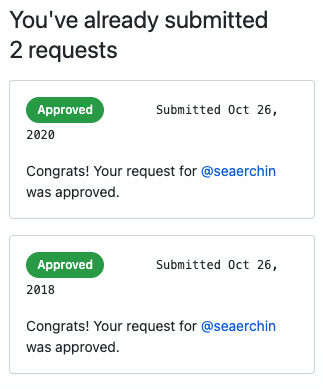 You've already submitted
2 requests
Approved Submitted Oct 26,
2020
Congrats! Your request for @seaerchin
was approved.
Approved Submitted Oct 26,
2018
Congrats! Your request for @seaerchin
was approved.